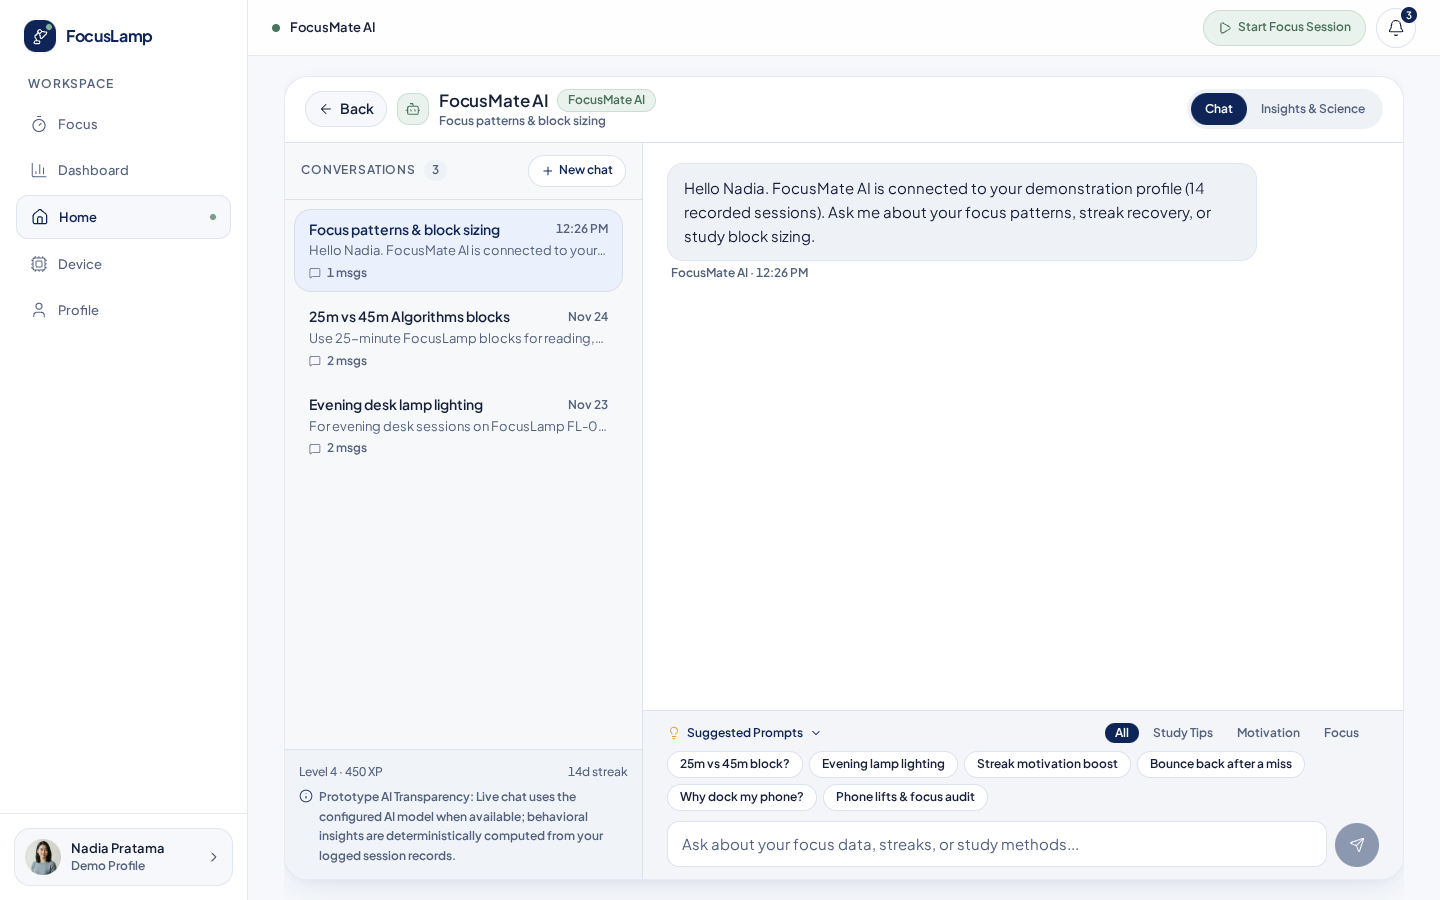 FocusLamp
WORKSPACE
Focus
Dashboard
Home
Device
Profile
Nadia Pratama
Demo Profile
FocusMate AI
Start Focus Session
3
Back
FocusMate AI
FocusMate AI
Focus patterns & block sizing
Chat
Insights & Science
CONVERSATIONS
3
New chat
Focus patterns & block sizing
12:26 PM
Hello Nadia. FocusMate AI is connected to your...
1 msgs
25m vs 45m Algorithms blocks
Nov 24
Use 25-minute FocusLamp blocks for reading,...
2 msgs
Evening desk lamp lighting
Nov 23
For evening desk sessions on FocusLamp FL-0...
2 msgs
Level 4 · 450 XP
14d streak
Prototype AI Transparency: Live chat uses the
configured AI model when available; behavioral
insights are deterministically computed from your
logged session records.
Hello Nadia. FocusMate AI is connected to your demonstration profile (14
recorded sessions). Ask me about your focus patterns, streak recovery, or
study block sizing.
FocusMate AI · 12:26 PM
Suggested Prompts
All
Study Tips
Motivation
Focus
25m vs 45m block?
Evening lamp lighting
Streak motivation boost
Bounce back after a miss
Why dock my phone?
Phone lifts & focus audit
Ask about your focus data, streaks, or study methods...